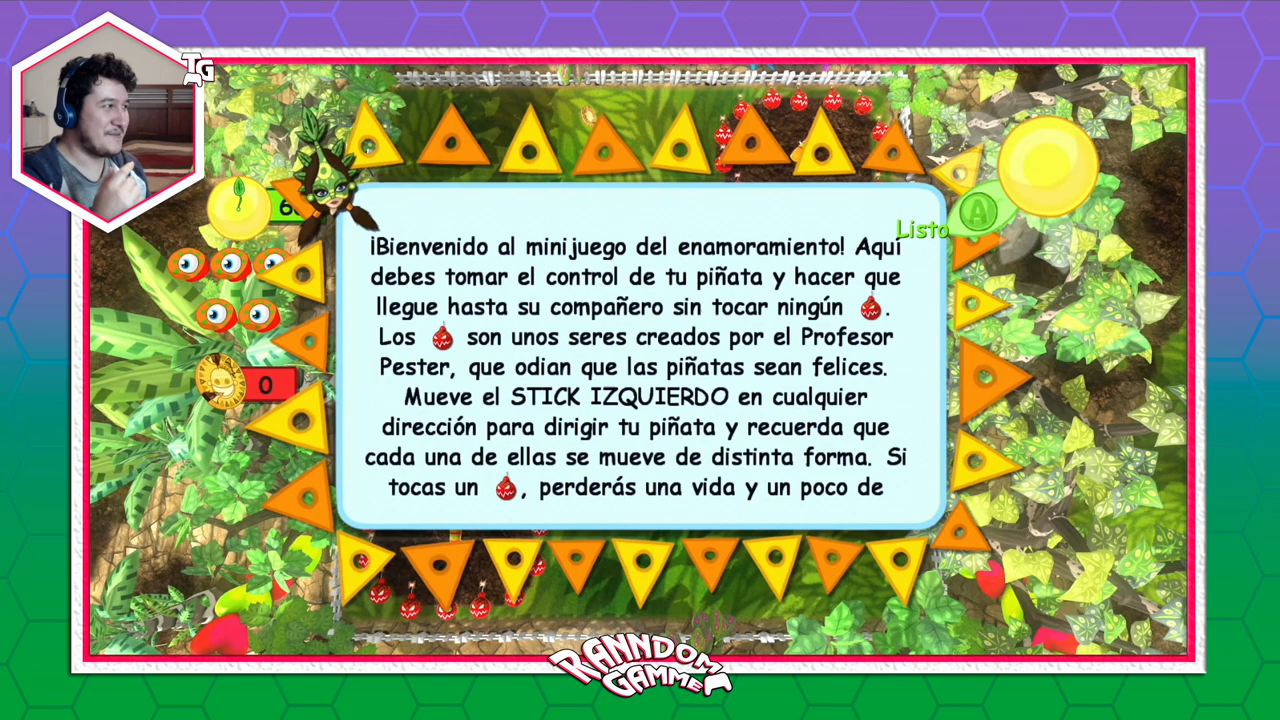 TG
6
¡Bienvenido al minijuego del enamoramiento! Aquí
debes tomar el control de tu piñata y hacer que
llegue hasta su compañero sin tocar ningún .
Los son unos seres creados por el Profesor
Pester, que odian que las piñatas sean felices.
Mueve el STICK IZQUIERDO en cualquier
dirección para dirigir tu piñata y recuerda que
cada una de ellas se mueve de distinta forma. Si
tocas un , perderás una vida y un poco de
Listo
A
0
RANNDOM
GAMMET